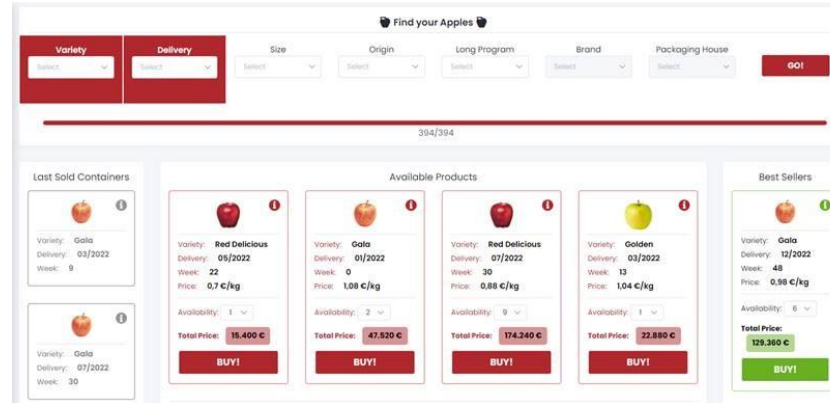 Find your Apples
Variety
Delivery
Size
Origin
Long Program
Brand
Packaging House
Select
Select
Select
Select
Select
Select
Select
GO!
394/394
Last Sold Containers
Variety: Gala
Delivery: 03/2022
Week: 9
Variety: Gala
Delivery: 07/2022
Week: 30
Available Products
Variety: Red Delicious
Delivery: 05/2022
Week: 22
Price: 0,7 €/kg
Availability: 1
Total Price: 15.400 €
BUY!
Variety: Gala
Delivery: 01/2022
Week: 0
Price: 1,08 €/kg
Availability: 2
Total Price: 47.520 €
BUY!
Variety: Red Delicious
Delivery: 07/2022
Week: 30
Price: 0,88 €/kg
Availability: 9
Total Price: 174.240 €
BUY!
Variety: Golden
Delivery: 03/2022
Week: 13
Price: 1,04 €/kg
Availability: 1
Total Price: 22.880 €
BUY!
Best Sellers
Variety: Gala
Delivery: 12/2022
Week: 48
Price: 0,98 €/kg
Availability: 6
Total Price:
129.360 €
BUY!